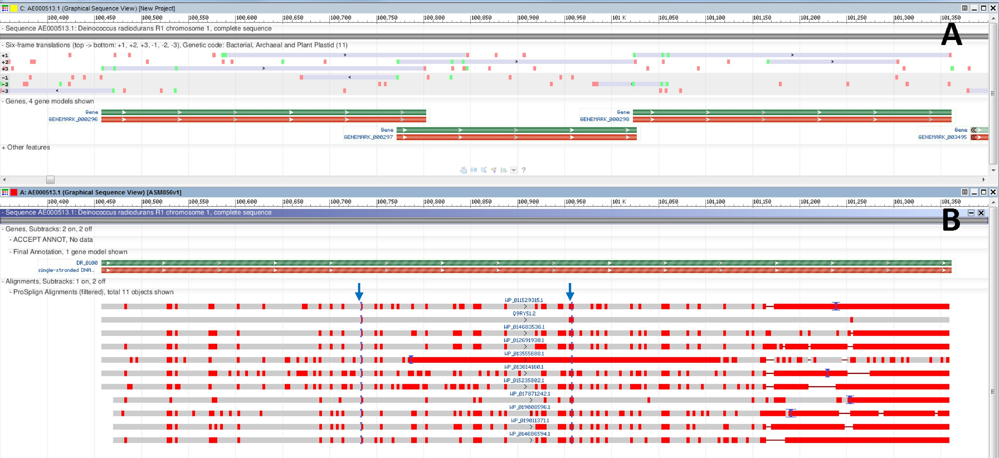 C: AE000513.1 (Graphical Sequence View) [New Project]
100,400 100,450 100,500 100,550 100,600 100,650 100,700 100,750 100,800 100,850 100,900 100,950 101 K 101,050 101,100 101,150 101,200 101,250 101,300 101,350
- Sequence AE000513.1: Deinococcus radiodurans R1 chromosome 1, complete sequence
A
- Six-frame translations (top -> bottom: +1, +2, +3, -1, -2, -3), Genetic code: Bacterial, Archaeal and Plant Plastid (11)
+1
+2
+3
-1
-2
-3
- Genes, 4 gene models shown
Gene Gene
GENEMARK_000296 GENEMARK_000298
Gene Gene
GENEMARK_000297 GENEMARK_003495
+ Other features
?
A: AE000513.1 (Graphical Sequence View) [ASM856v1]
100,400 100,450 100,500 100,550 100,600 100,650 100,700 100,750 100,800 100,850 100,900 100,950 101 K 101,050 101,100 101,150 101,200 101,250 101,300 101,350
- Sequence AE000513.1: Deinococcus radiodurans R1 chromosome 1, complete sequence
B
- Genes, Subtracks: 2 on, 2 off
- ACCEPT ANNOT, No data
- Final Annotation, 1 gene model shown
DR_0100
single-stranded DNA...
- Alignments, Subtracks: 1 on, 2 off
- ProSplign Alignments (filtered), total 11 objects shown
WP_011529315.1
Q9RY51.2
WP_014683536.1
WP_012691930.1
WP_013555688.1
WP_013614160.1
WP_015235802.1
WP_017871242.1
WP_019008596.1
WP_019011371.1
WP_014686594.1